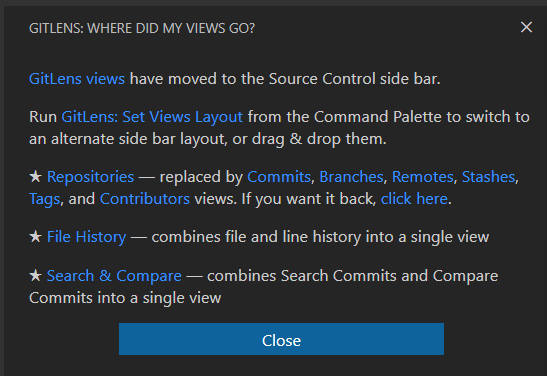 GITLENS: WHERE DID MY VIEWS GO?
GitLens views have moved to the Source Control side bar.
Run GitLens: Set Views Layout from the Command Palette to switch to
an alternate side bar layout, or drag & drop them.
★ Repositories — replaced by Commits, Branches, Remotes, Stashes,
Tags, and Contributors views. If you want it back, click here.
★ File History — combines file and line history into a single view
★ Search & Compare — combines Search Commits and Compare
Commits into a single view
Close